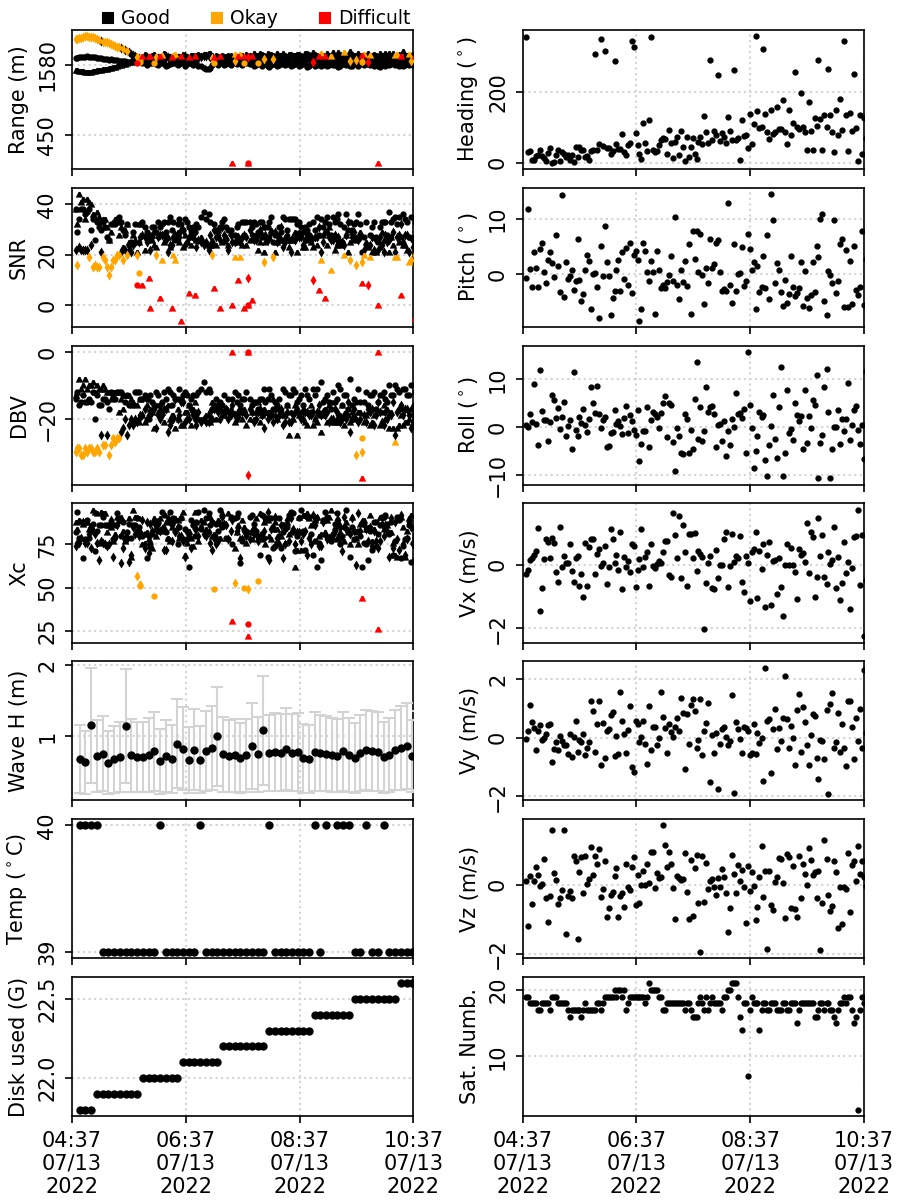 Good Okay Difficult
Range (m)
1580
450
Heading (°)
200
0
SNR
40
20
0
Pitch (°)
10
0
DBV
0
−20
Roll (°)
10
0
−10
Xc
75
50
25
Vx (m/s)
0
−2
Wave H (m)
2
1
Vy (m/s)
2
0
−2
Temp (°C)
40
39
Vz (m/s)
0
−2
Disk used (G)
22.5
22.0
Sat. Numb.
20
10
04:37 06:37 08:37 10:37
07/13 07/13 07/13 07/13
2022 2022 2022 2022
04:37 06:37 08:37 10:37
07/13 07/13 07/13 07/13
2022 2022 2022 2022